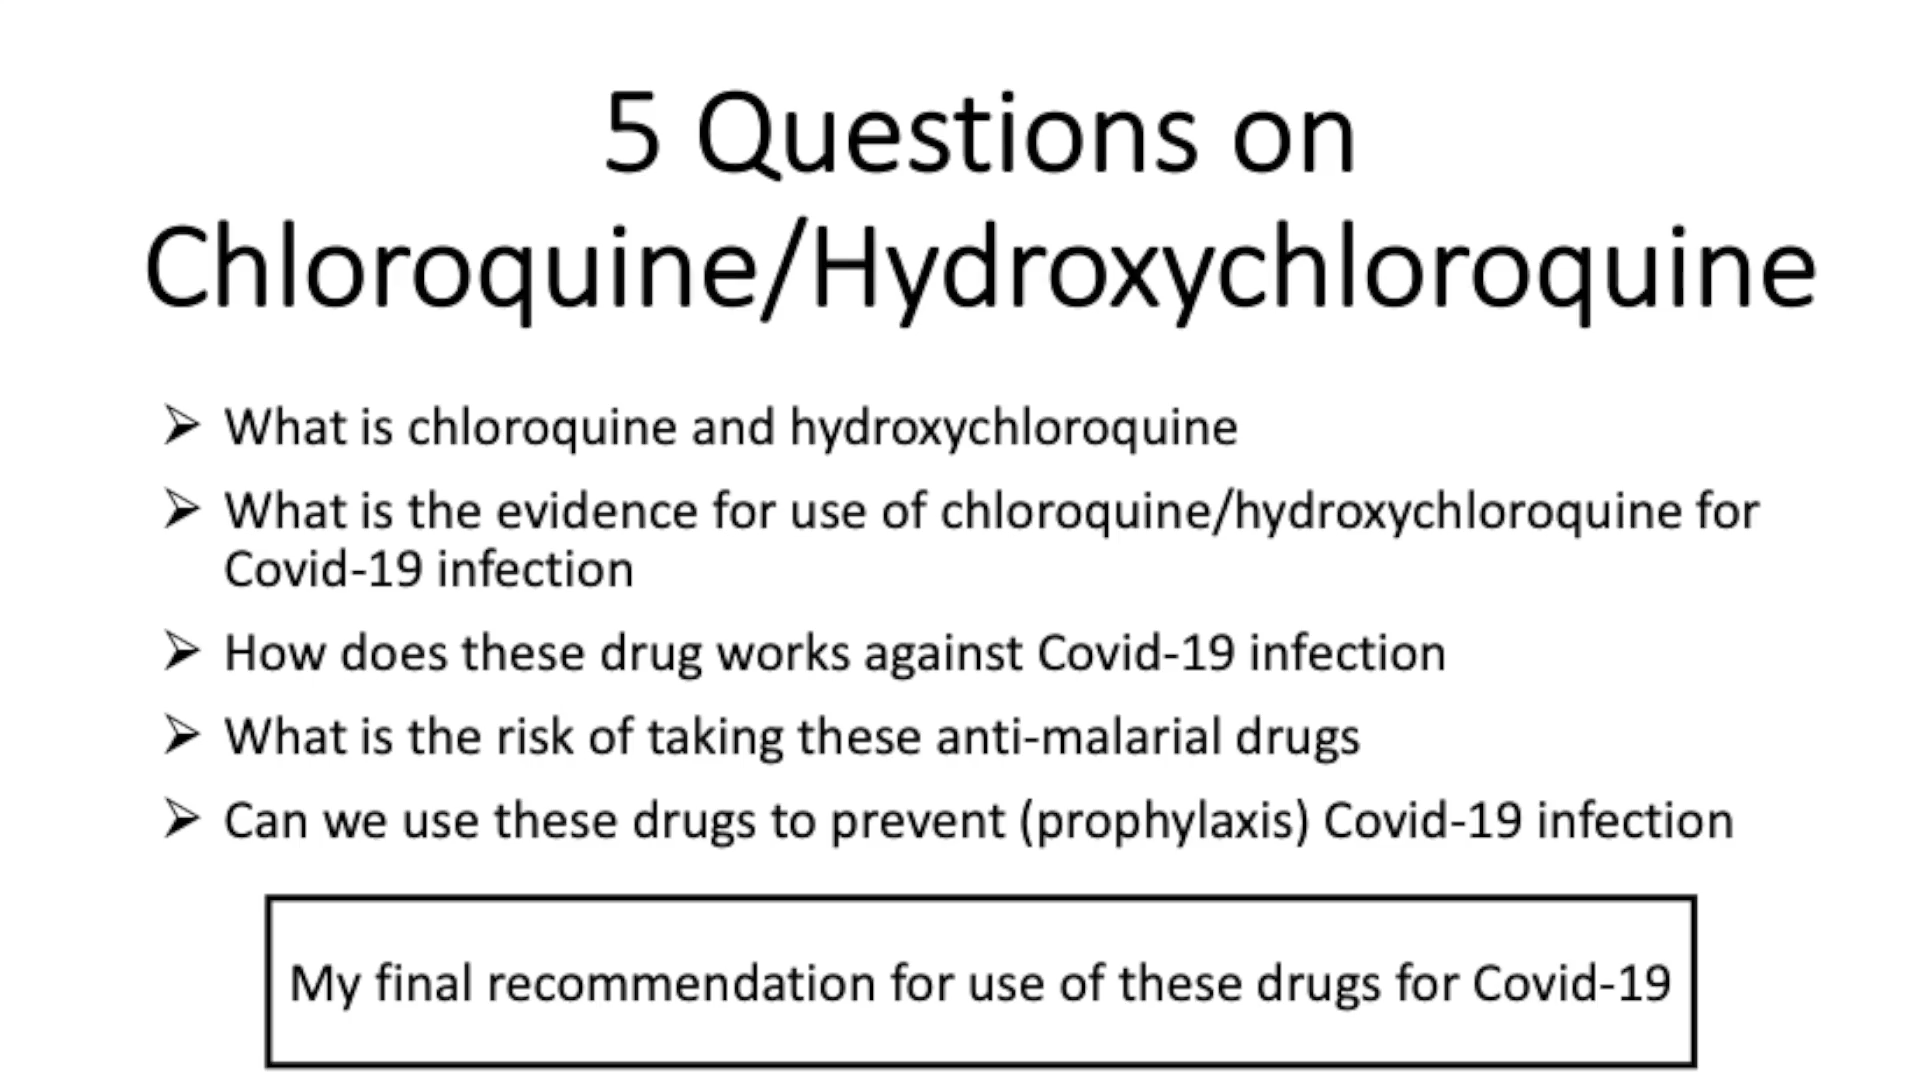 5 Questions on
Chloroquine/Hydroxychloroquine
➢ What is chloroquine and hydroxychloroquine
➢ What is the evidence for use of chloroquine/hydroxychloroquine for
Covid-19 infection
➢ How does these drug works against Covid-19 infection
➢ What is the risk of taking these anti-malarial drugs
➢ Can we use these drugs to prevent (prophylaxis) Covid-19 infection
My final recommendation for use of these drugs for Covid-19